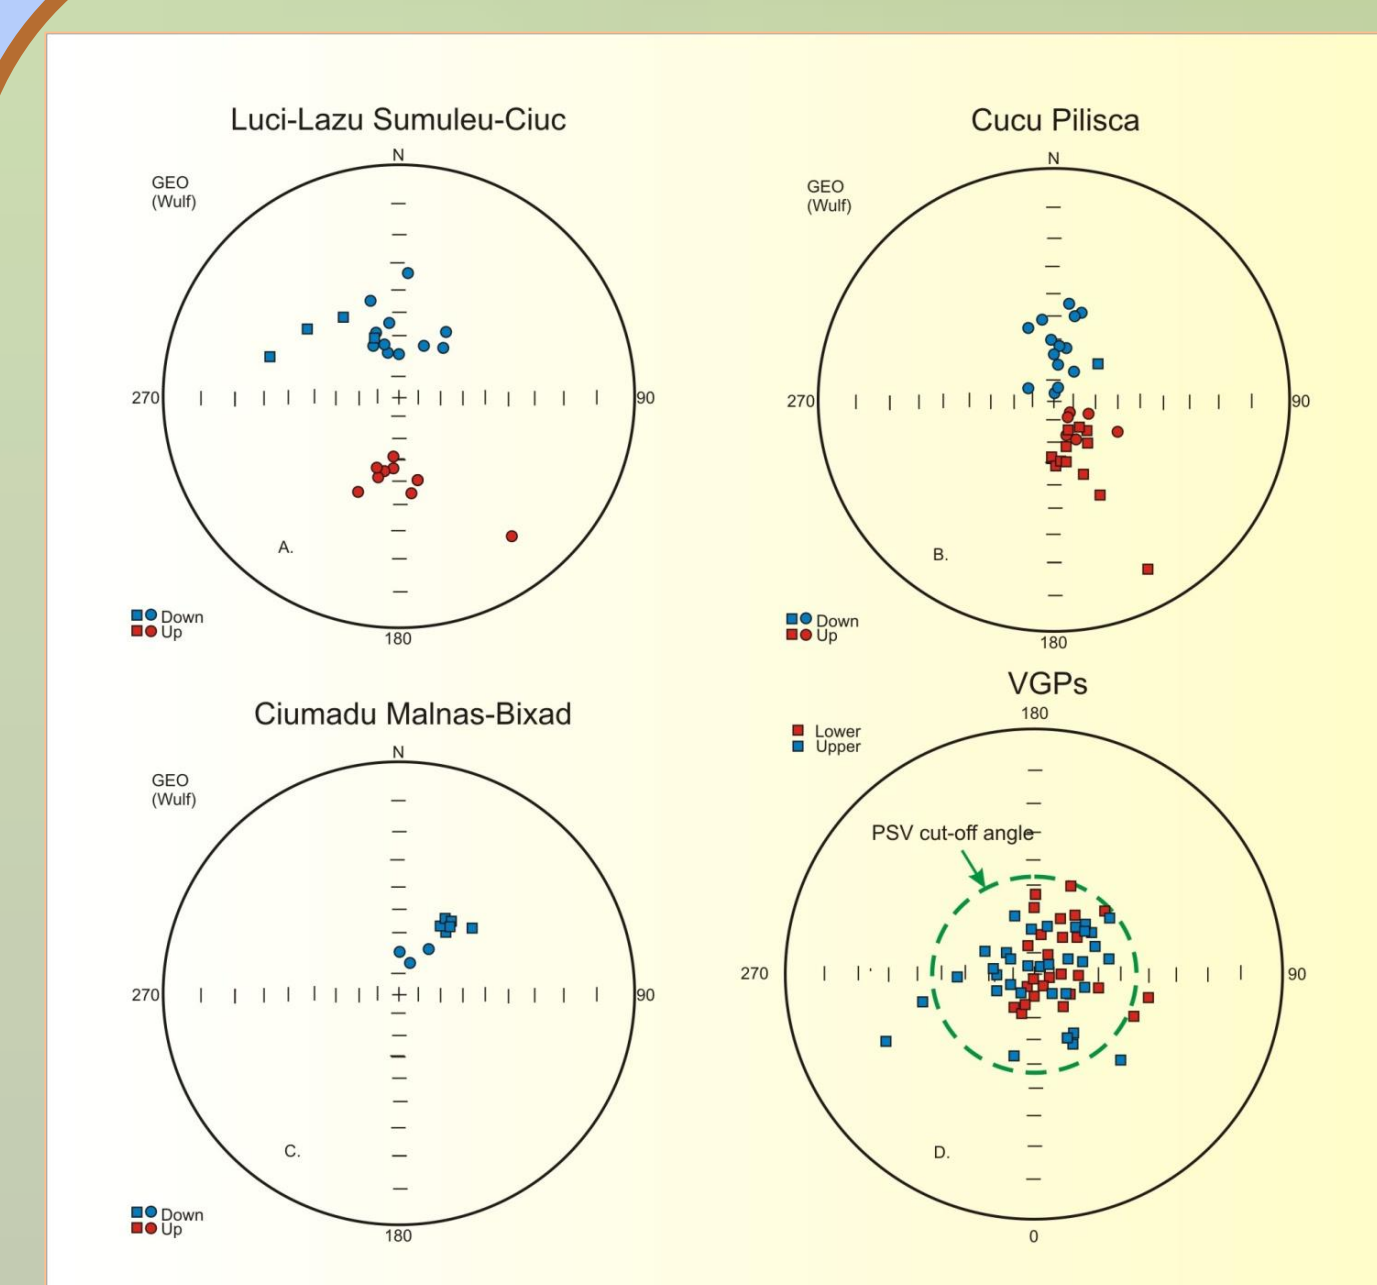 Luci-Lazu Sumuleu-Ciuc
N
GEO
(Wulf)
270
90
A.
Down
Up
180
Cucu Pilisca
N
GEO
(Wulf)
270
90
B.
Down
Up
180
Ciumadu Malnas-Bixad
N
GEO
(Wulf)
270
90
C.
Down
Up
180
VGPs
180
Lower
Upper
PSV cut-off angle
270
90
D.
0